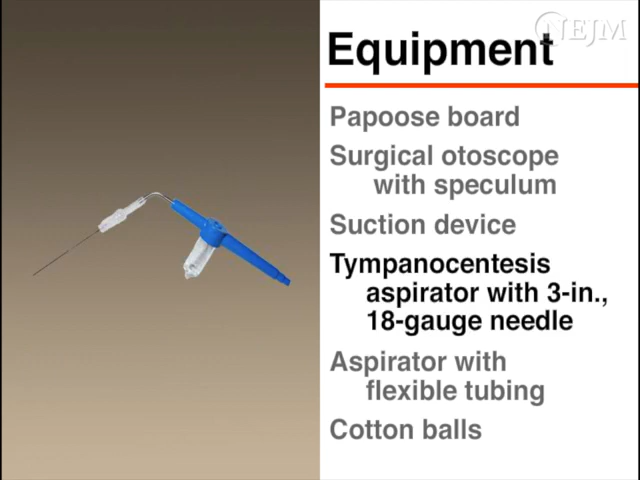 NEJM
Equipment
Papoose board
Surgical otoscope
with speculum
Suction device
Tympanocentesis
aspirator with 3-in.,
18-gauge needle
Aspirator with
flexible tubing
Cotton balls